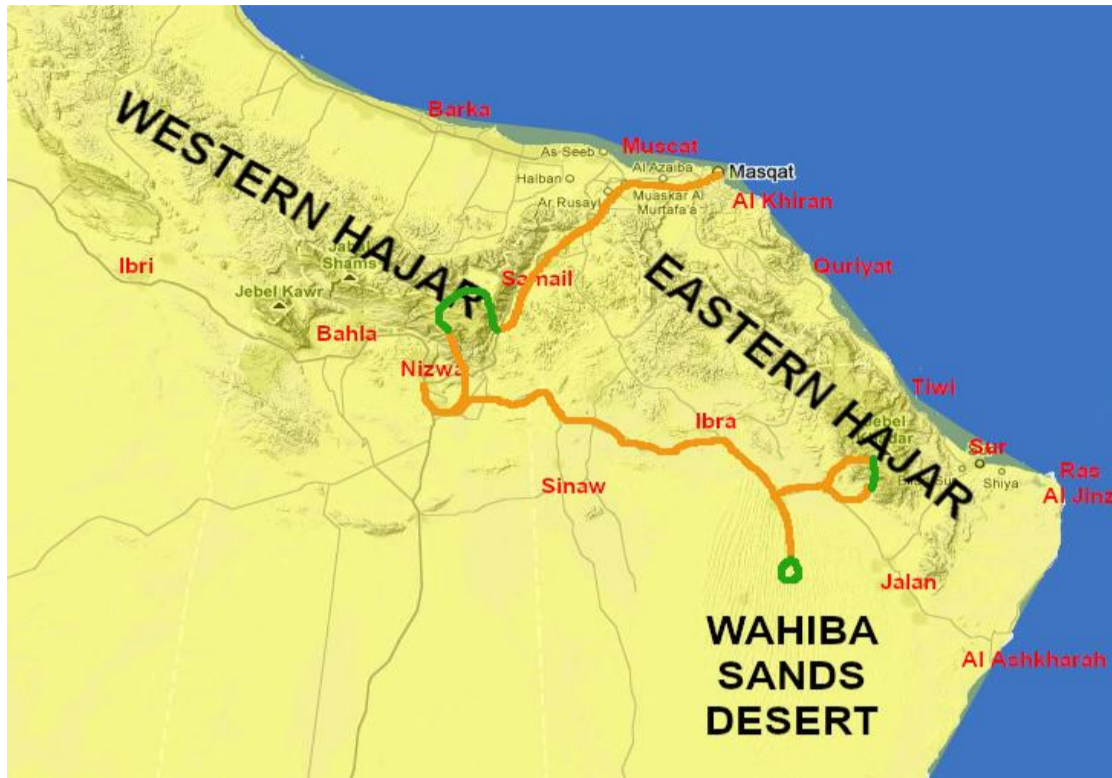 WESTERN HAJAR
Barka
Muscat
As Seeb
Al Azaiba
Masqat
Halban
Ar Rusayl
Muaskar Al
Murtafa'a
Al Khiran
Ibri
Shams
Jebel Kawr
Samail
EASTERN HAJAR
Quriyat
Bahla
Nizwa
Tiwi
Ibra
Jebel
Sur
Sinaw
Shiya
Ras
Al Jinz
Jalan
WAHIBA
SANDS
DESERT
Al Ashkharah